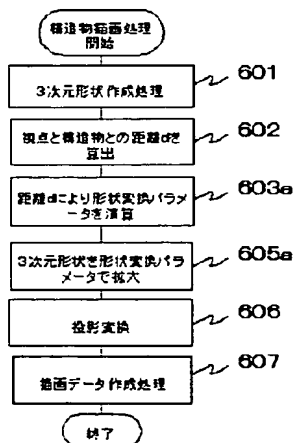 構造物描画処理
開始
3次元形状作成処理
601
視点と構造物との距離dを
算出
602
距離dにより形状変換パラメ
ータを演算
603a
3次元形状を形状変換パラ
メータで拡大
605a
投影変換
606
描画データ作成処理
607
終了